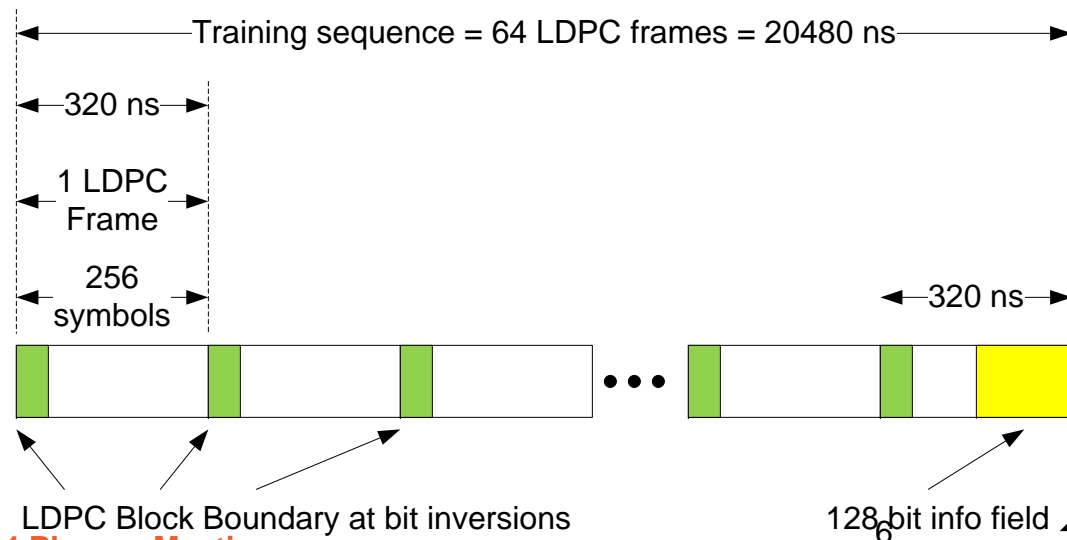 Training sequence = 64 LDPC frames = 20480 ns
320 ns
1 LDPC
Frame
256
symbols
320 ns
LDPC Block Boundary at bit inversions
128 bit info field
6